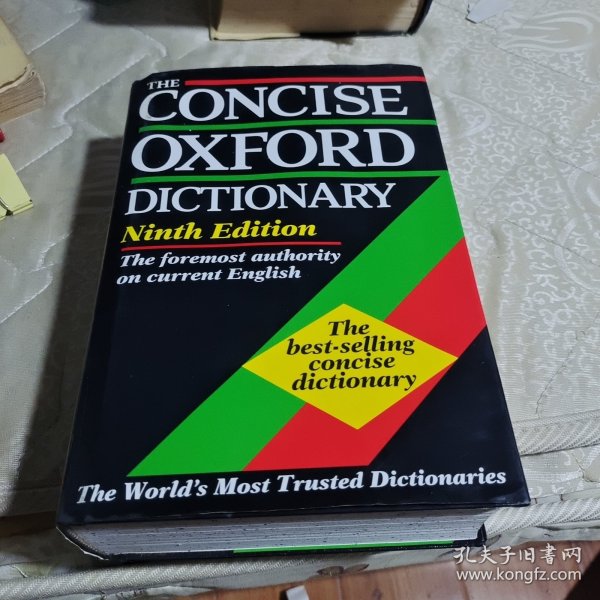 THE
CONCISE
OXFORD
DICTIONARY
Ninth Edition
The foremost authority
on current English
The
best-selling
concise
dictionary
The World's Most Trusted Dictionaries
孔夫子旧书网
www.kongfz.com